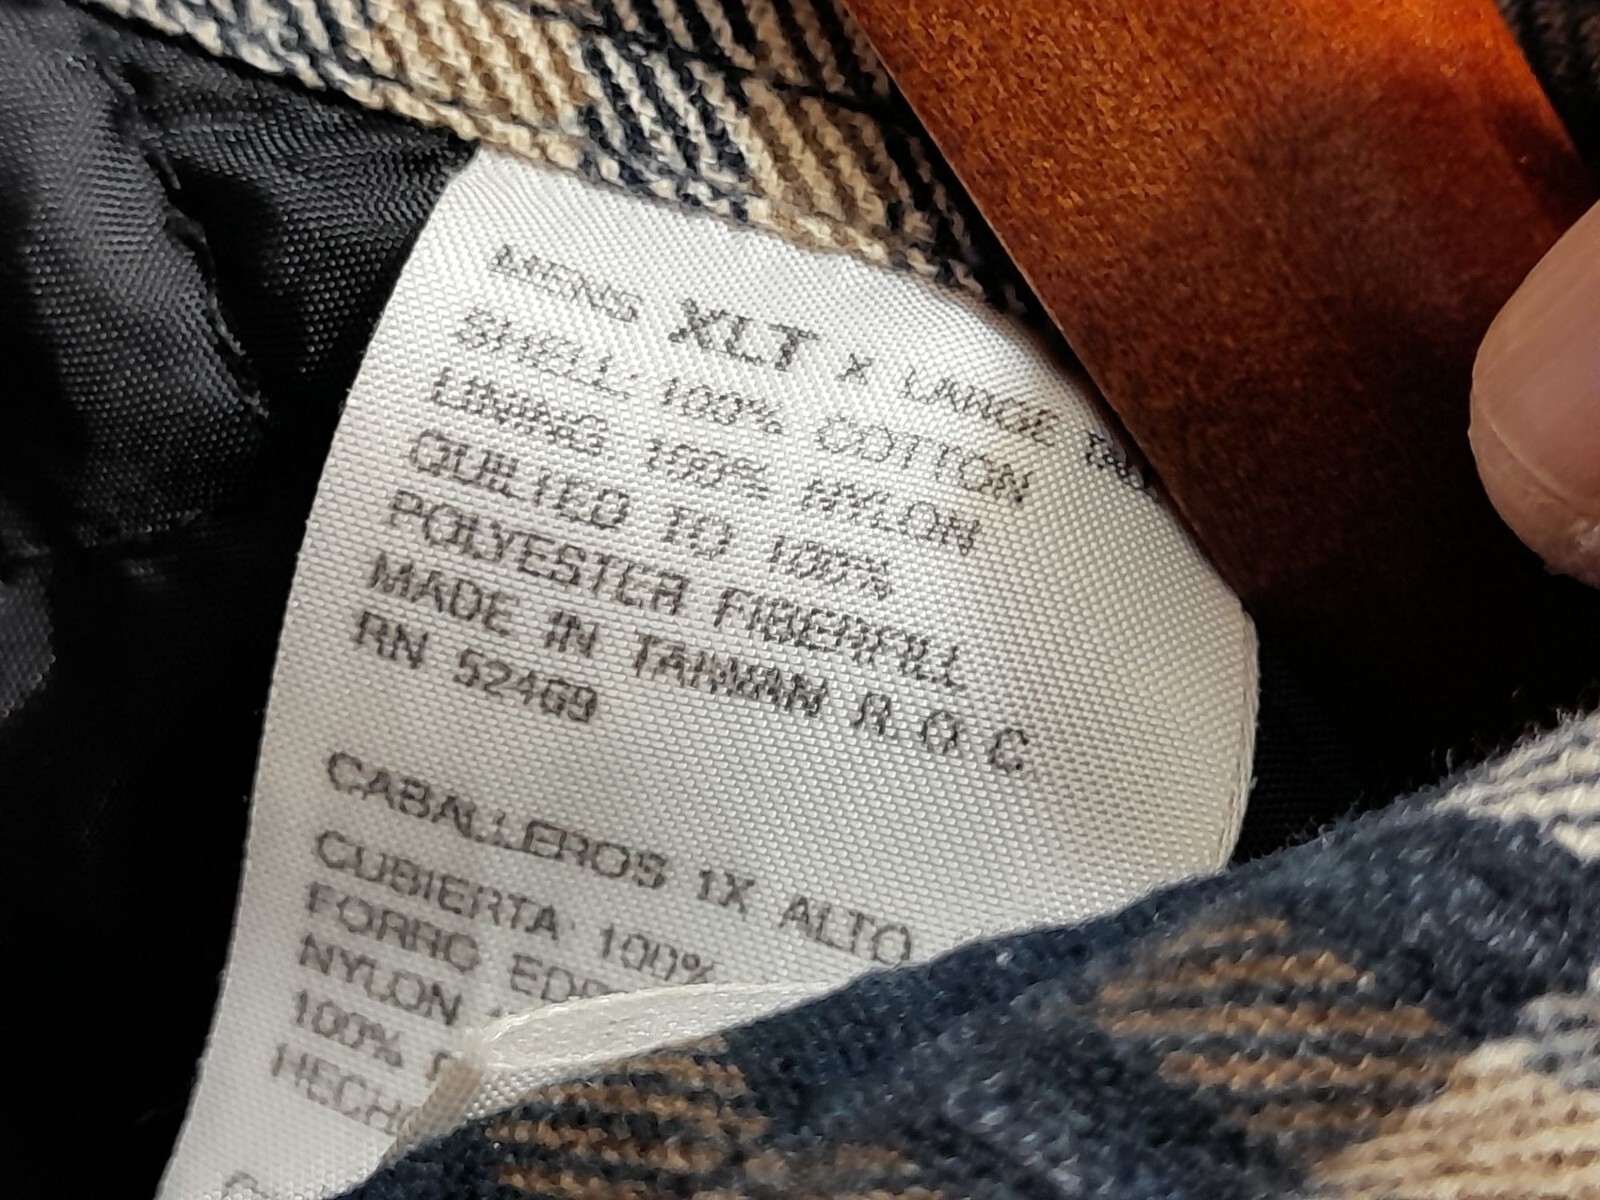 MENS XLT X LARGE
SHELL: 100% COTTON
LINING 100% NYLON
QUILTED TO 100%
POLYESTER FIBERFILL
MADE IN TAIWAN R.O.C.
RN 52469
CABALLEROS 1X ALTO
CUBIERTA: 100%
FORRO
NYLON
100%